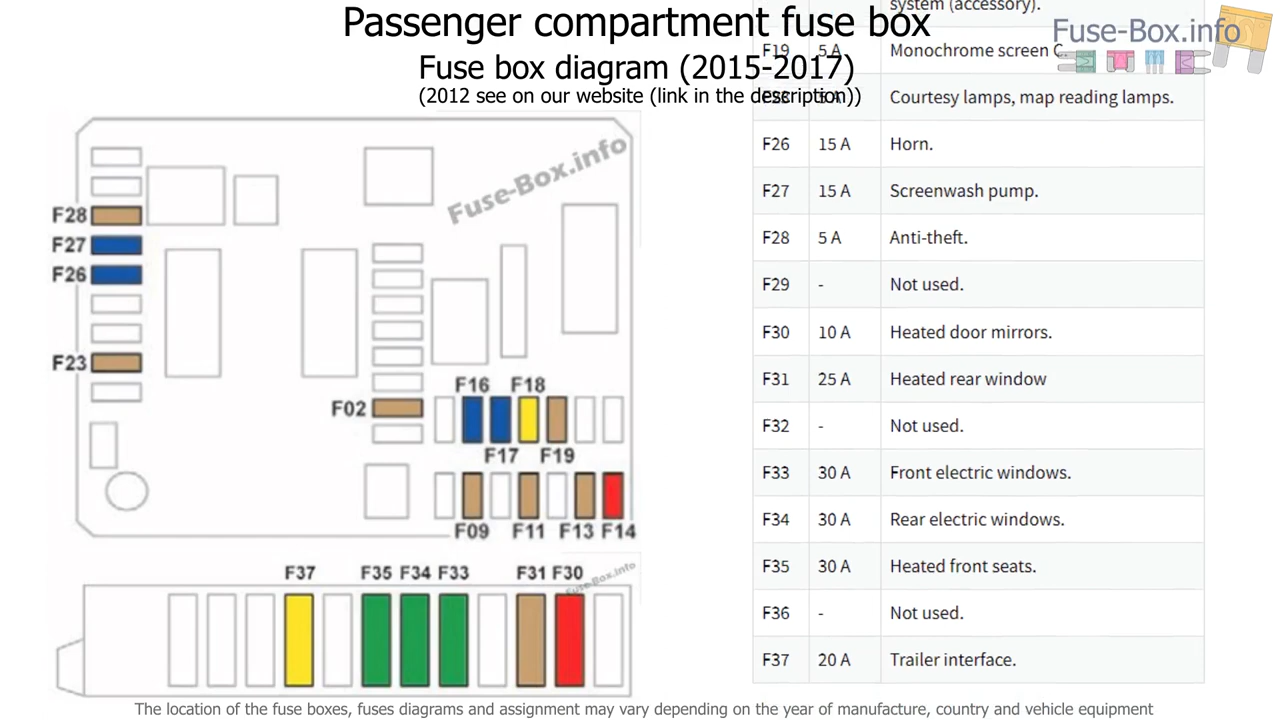 Passenger compartment fuse box
Fuse box diagram (2015-2017)
(2012 see on our website (link in the description))
Fuse-Box.info
system (accessory).
F19 5 A Monochrome screen C.
5 A Courtesy lamps, map reading lamps.
F26 15 A Horn.
F27 15 A Screenwash pump.
F28 5 A Anti-theft.
F29 - Not used.
F30 10 A Heated door mirrors.
F31 25 A Heated rear window
F32 - Not used.
F33 30 A Front electric windows.
F34 30 A Rear electric windows.
F35 30 A Heated front seats.
F36 - Not used.
F37 20 A Trailer interface.
Fuse-Box.info
F28
F27
F26
F23
F16 F18
F02
F17 F19
F09 F11 F13 F14
Fuse-Box.info
F37 F35 F34 F33 F31 F30
The location of the fuse boxes, fuses diagrams and assignment may vary depending on the year of manufacture, country and vehicle equipment